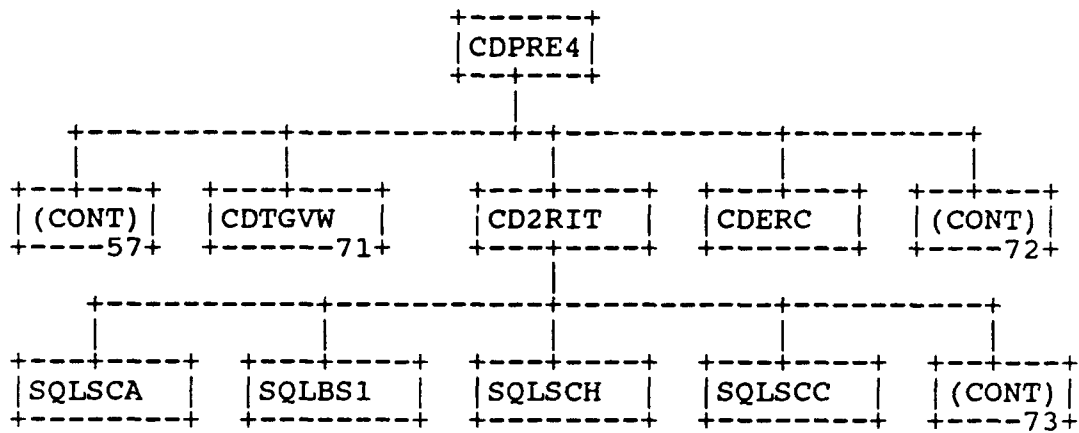 CDPRE4
(CONT) CDTGVW CD2RIT CDERC (CONT)
57 71 72
SQLSCA SQLBS1 SQLSCH SQLSCC (CONT)
73